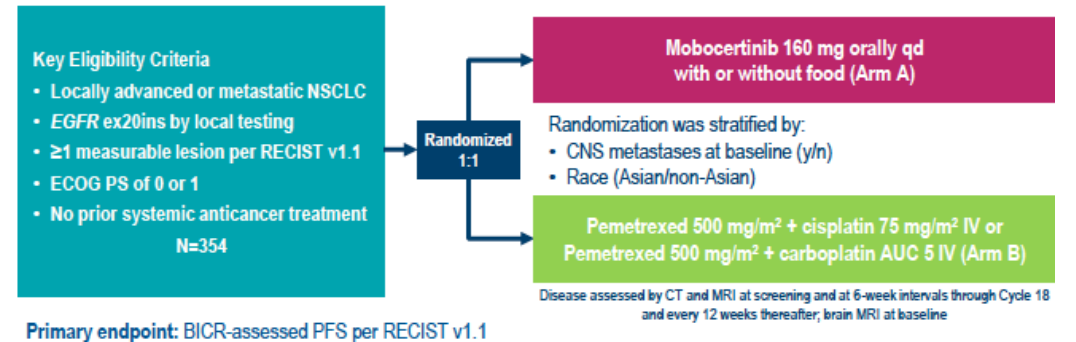 Key Eligibility Criteria
• Locally advanced or metastatic NSCLC
• EGFR ex20ins by local testing
• ≥1 measurable lesion per RECIST v1.1
• ECOG PS of 0 or 1
• No prior systemic anticancer treatment
N=354
Randomized
1:1
Mobocertinib 160 mg orally qd
with or without food (Arm A)
Randomization was stratified by:
• CNS metastases at baseline (y/n)
• Race (Asian/non-Asian)
Pemetrexed 500 mg/m² + cisplatin 75 mg/m² IV or
Pemetrexed 500 mg/m² + carboplatin AUC 5 IV (Arm B)
Disease assessed by CT and MRI at screening and at 6-week intervals through Cycle 18
and every 12 weeks thereafter; brain MRI at baseline
Primary endpoint: BICR-assessed PFS per RECIST v1.1